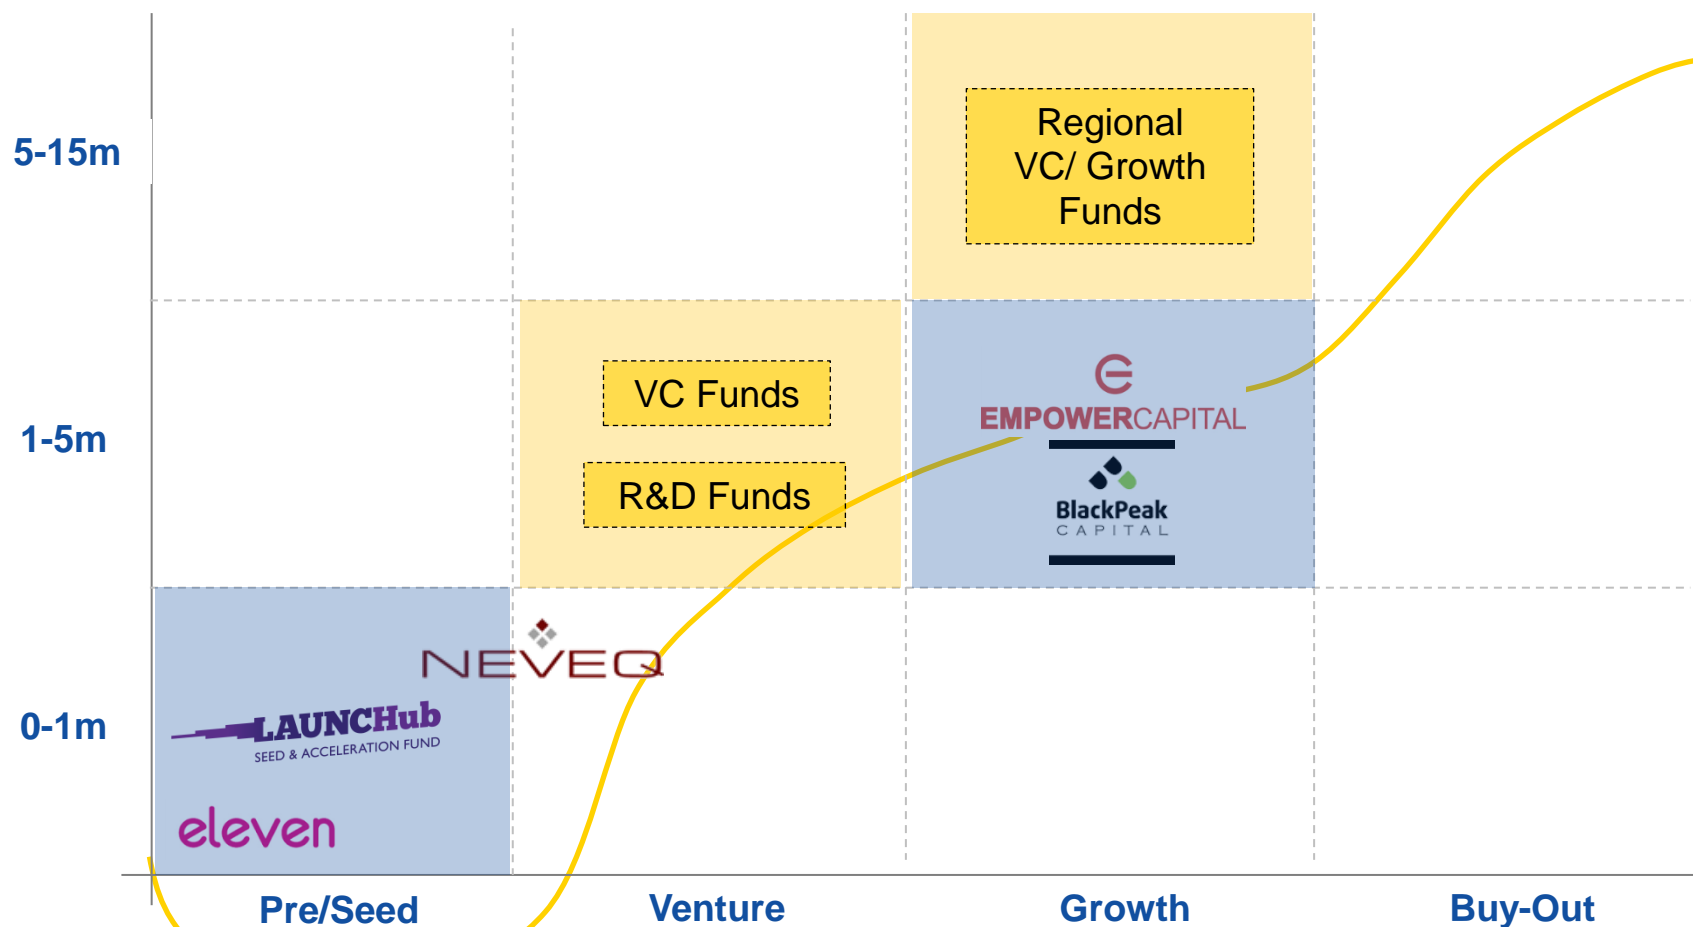 5-15m
Regional
VC/ Growth
Funds
1-5m
VC Funds
R&D Funds
EMPOWERCAPITAL
BlackPeak
CAPITAL
0-1m
NEVEQ
LAUNCHub
SEED & ACCELERATION FUND
eleven
Pre/Seed
Venture
Growth
Buy-Out